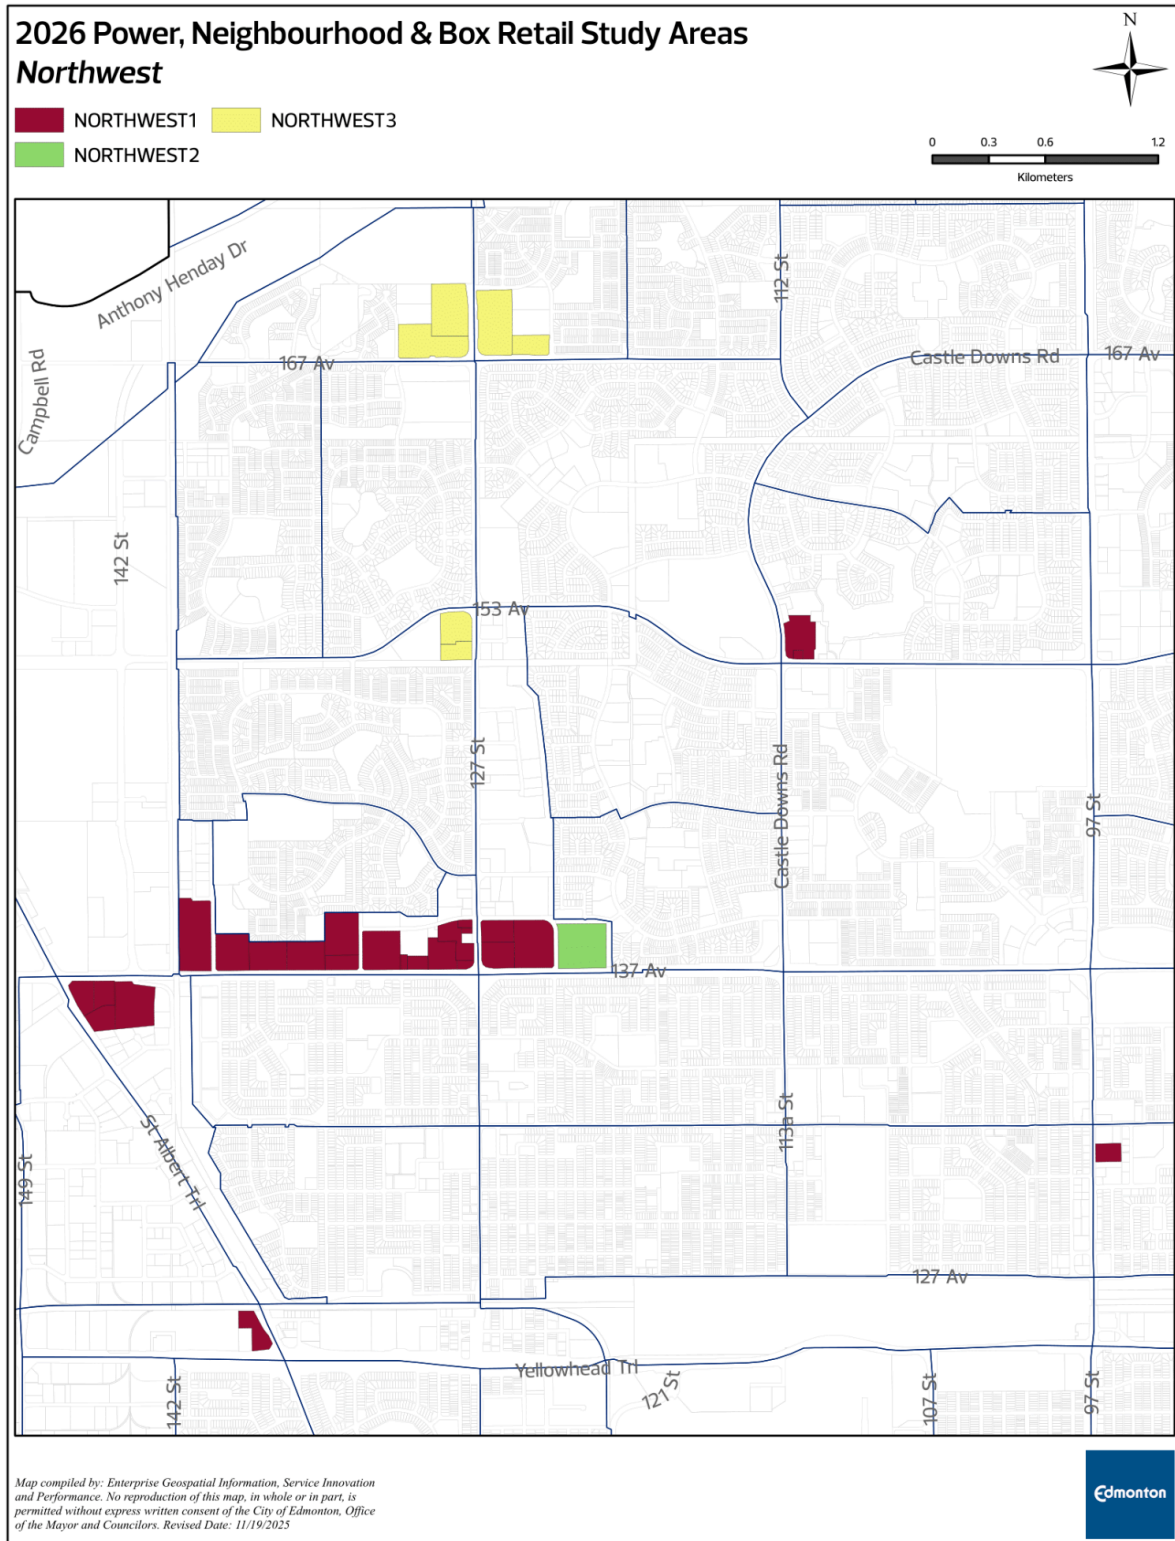 2026 Power, Neighbourhood & Box Retail Study Areas
Northwest
N
NORTHWEST1
NORTHWEST3
NORTHWEST2
0 0.3 0.6 1.2
Kilometers
Anthony Henday Dr
112 St
167 Av
Castle Downs Rd
167 Av
Campbell Rd
142 St
153 Av
127 St
Castle Downs Rd
97 St
137 Av
St Albert Trl
113a St
149 St
127 Av
Yellowhead Trl
142 St
121 St
107 St
97 St
Map compiled by: Enterprise Geospatial Information, Service Innovation
and Performance. No reproduction of this map, in whole or in part, is
permitted without express written consent of the City of Edmonton, Office
of the Mayor and Councilors. Revised Date: 11/19/2025
Edmonton